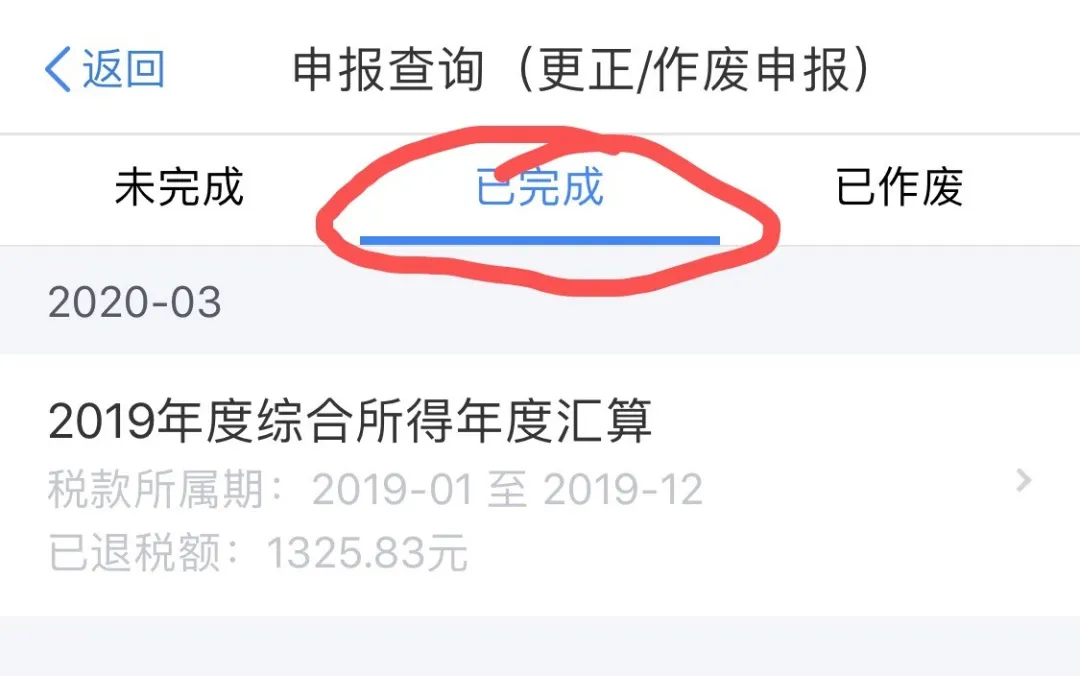 返回 申报查询（更正/作废申报）
未完成 已完成 已作废
2020-03
2019年度综合所得年度汇算
税款所属期：2019-01 至 2019-12
已退税额：1325.83元